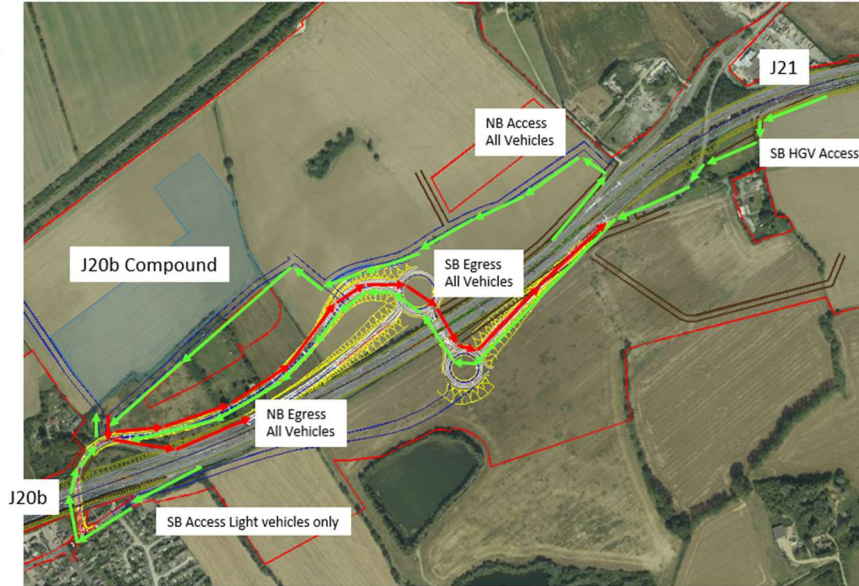 J21
NB Access
All Vehicles
SB HGV Access
J20b Compound
SB Egress
All Vehicles
NB Egress
All Vehicles
J20b
SB Access Light vehicles only